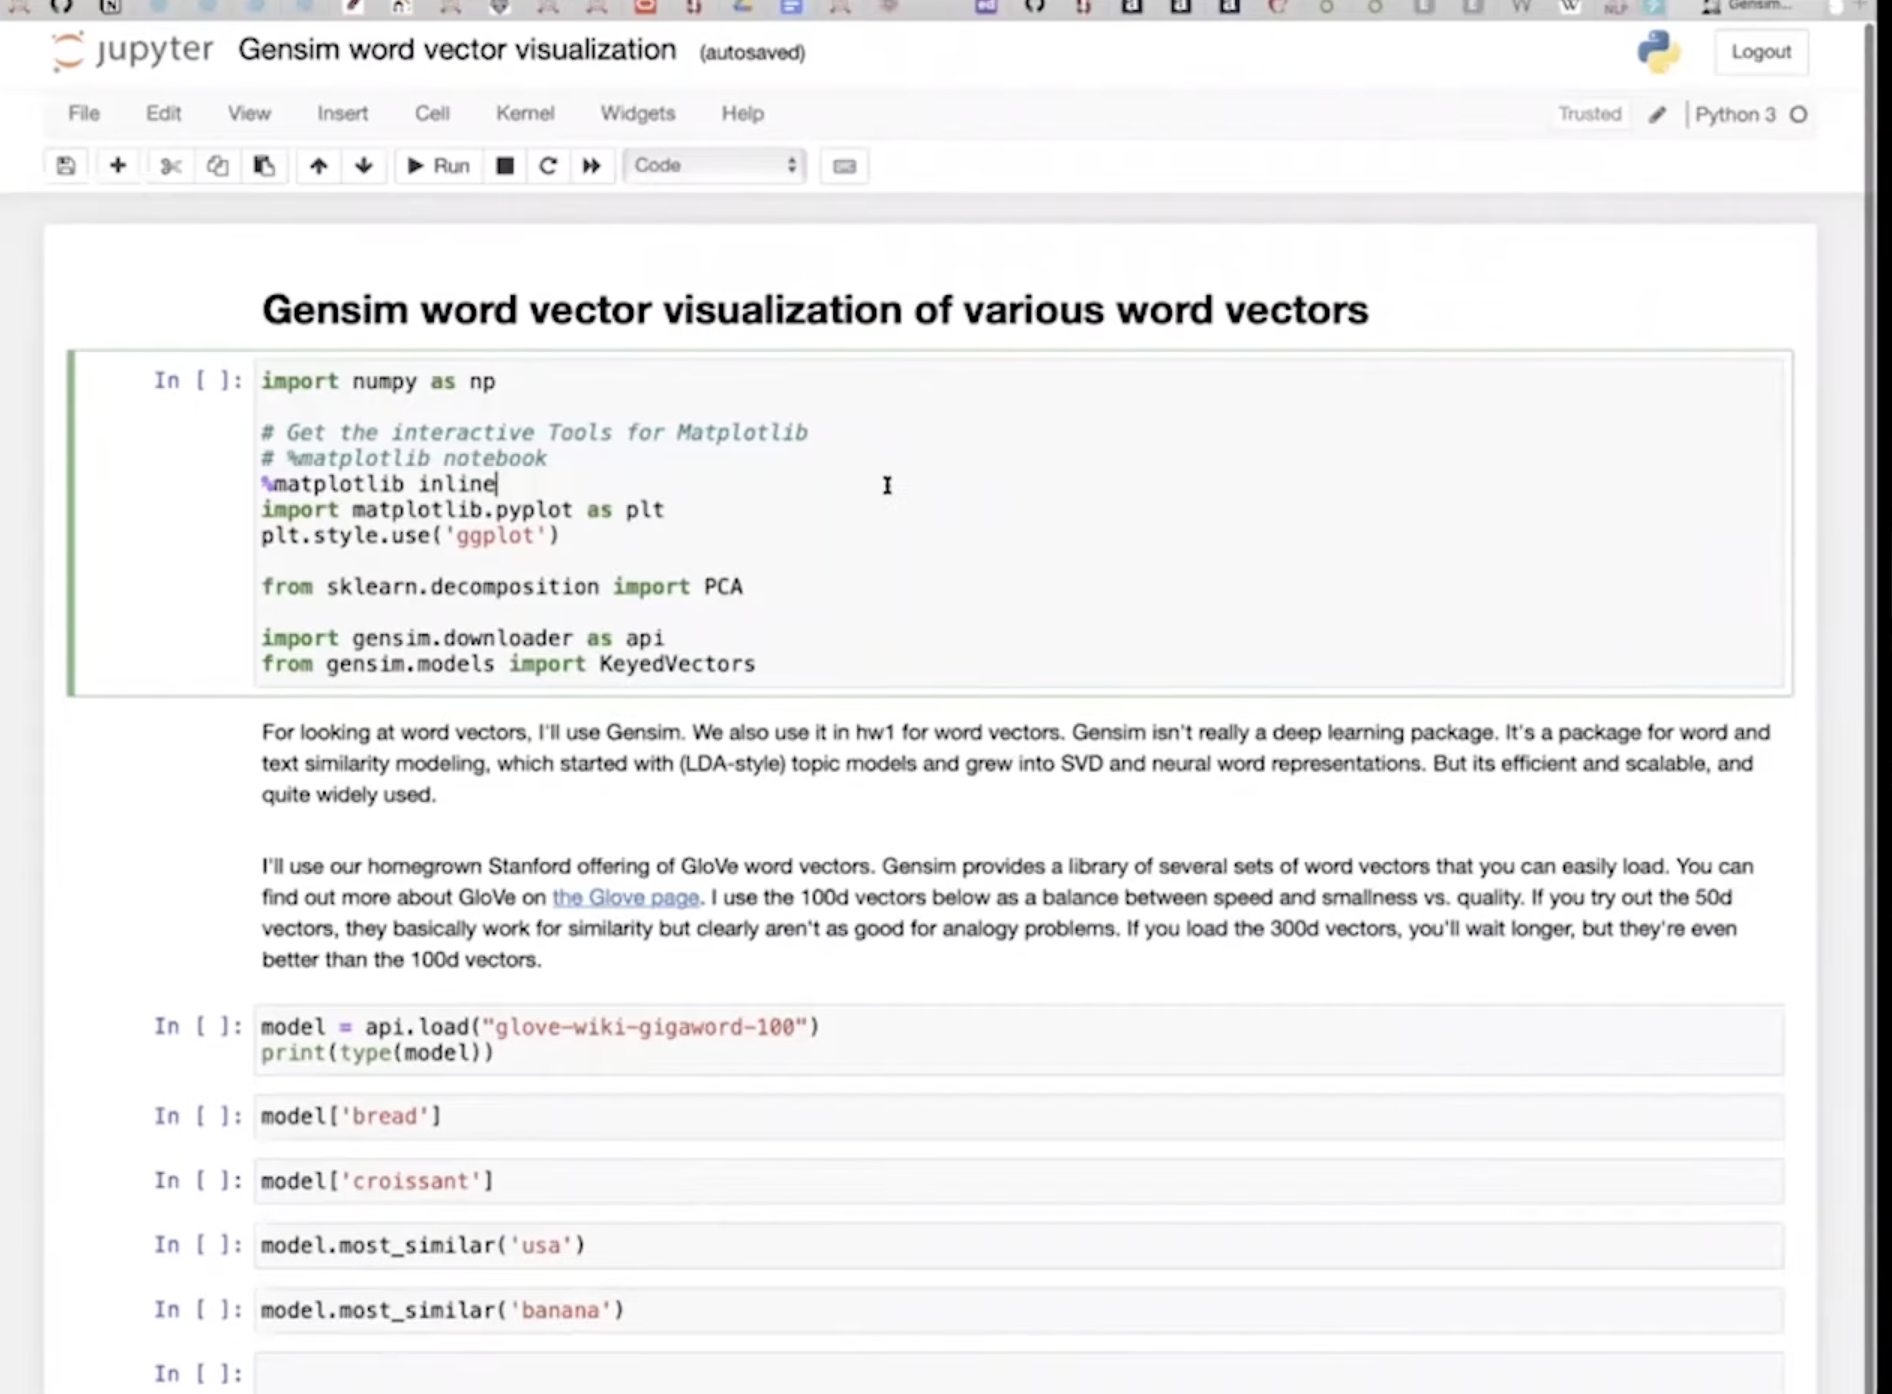 Gensim...
jupyter Gensim word vector visualization (autosaved) Logout
File Edit View Insert Cell Kernel Widgets Help Trusted Python 3
Run Code
Gensim word vector visualization of various word vectors
In [ ]: import numpy as np
# Get the interactive Tools for Matplotlib
# %matplotlib notebook
%matplotlib inline
import matplotlib.pyplot as plt
plt.style.use('ggplot')
from sklearn.decomposition import PCA
import gensim.downloader as api
from gensim.models import KeyedVectors
For looking at word vectors, I'll use Gensim. We also use it in hw1 for word vectors. Gensim isn't really a deep learning package. It's a package for word and
text similarity modeling, which started with (LDA-style) topic models and grew into SVD and neural word representations. But its efficient and scalable, and
quite widely used.
I'll use our homegrown Stanford offering of GloVe word vectors. Gensim provides a library of several sets of word vectors that you can easily load. You can
find out more about GloVe on the Glove page. I use the 100d vectors below as a balance between speed and smallness vs. quality. If you try out the 50d
vectors, they basically work for similarity but clearly aren't as good for analogy problems. If you load the 300d vectors, you'll wait longer, but they're even
better than the 100d vectors.
In [ ]: model = api.load("glove-wiki-gigaword-100")
print(type(model))
In [ ]: model['bread']
In [ ]: model['croissant']
In [ ]: model.most_similar('usa')
In [ ]: model.most_similar('banana')
In [ ]: